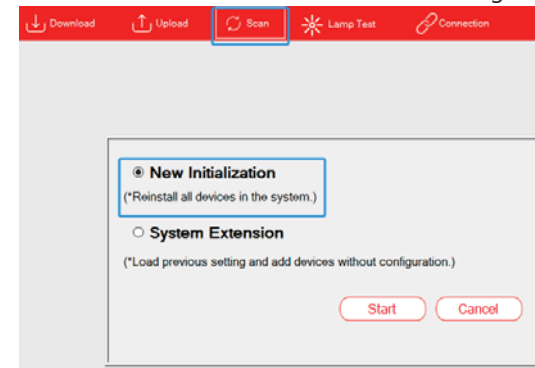 Download Upload Scan Lamp Test Connection
New Initialization
(*Reinstall all devices in the system.)
System Extension
(*Load previous setting and add devices without configuration.)
Start Cancel